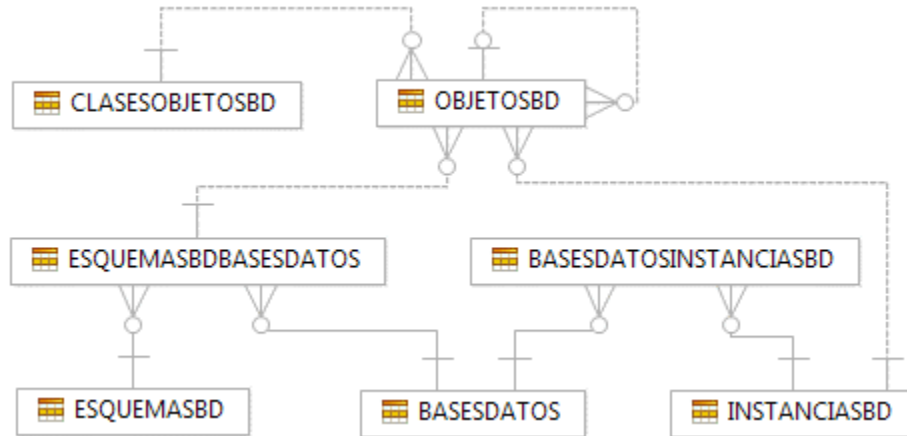 CLASESOBJETOSBD
OBJETOSBD
ESQUEMASBDBASESDATOS
BASESDATOSINSTANCIASBD
ESQUEMASBD
BASESDATOS
INSTANCIASBD